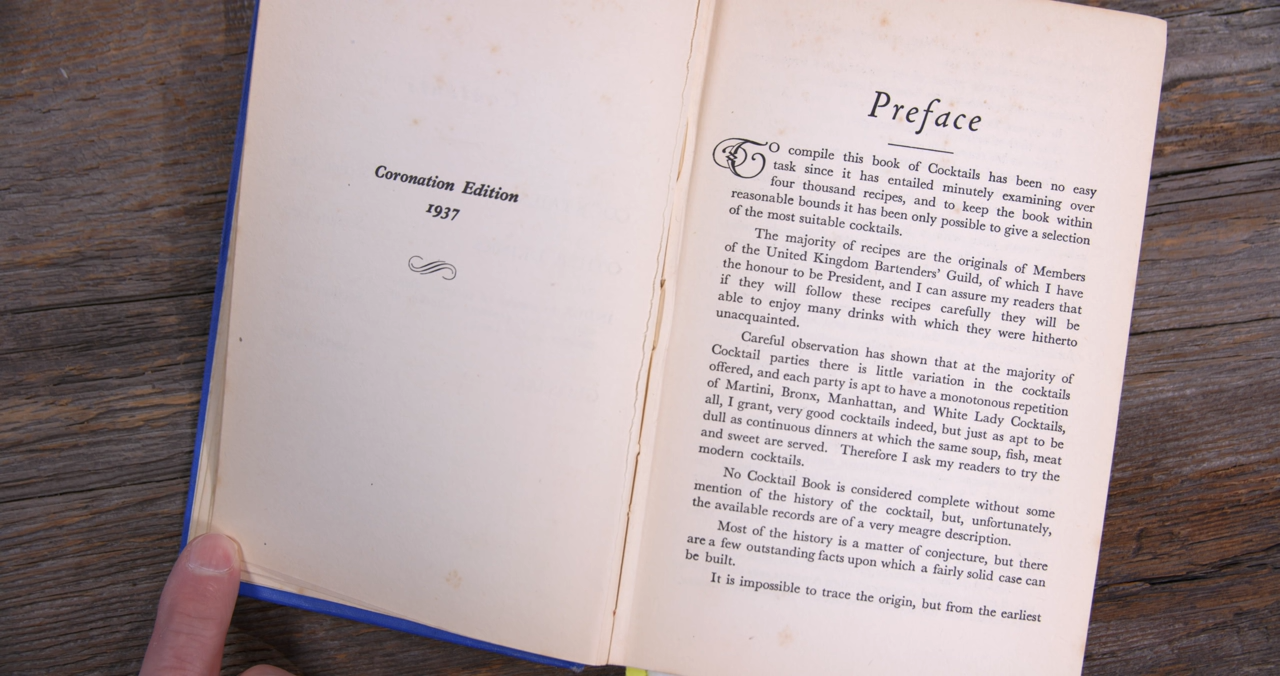 Coronation Edition
1937
Preface
TO compile this book of Cocktails has been no easy
task since it has entailed minutely examining over
four thousand recipes, and to keep the book within
reasonable bounds it has been only possible to give a selection
of the most suitable cocktails.
The majority of recipes are the originals of Members
of the United Kingdom Bartenders' Guild, of which I have
the honour to be President, and I can assure my readers that
if they will follow these recipes carefully they will be
able to enjoy many drinks with which they were hitherto
unacquainted.
Careful observation has shown that at the majority of
Cocktail parties there is little variation in the cocktails
offered, and each party is apt to have a monotonous repetition
of Martini, Bronx, Manhattan, and White Lady Cocktails,
all, I grant, very good cocktails indeed, but just as apt to be
dull as continuous dinners at which the same soup, fish, meat
and sweet are served. Therefore I ask my readers to try the
modern cocktails.
No Cocktail Book is considered complete without some
mention of the history of the cocktail, but, unfortunately,
the available records are of a very meagre description.
Most of the history is a matter of conjecture, but there
are a few outstanding facts upon which a fairly solid case can
be built.
It is impossible to trace the origin, but from the earliest